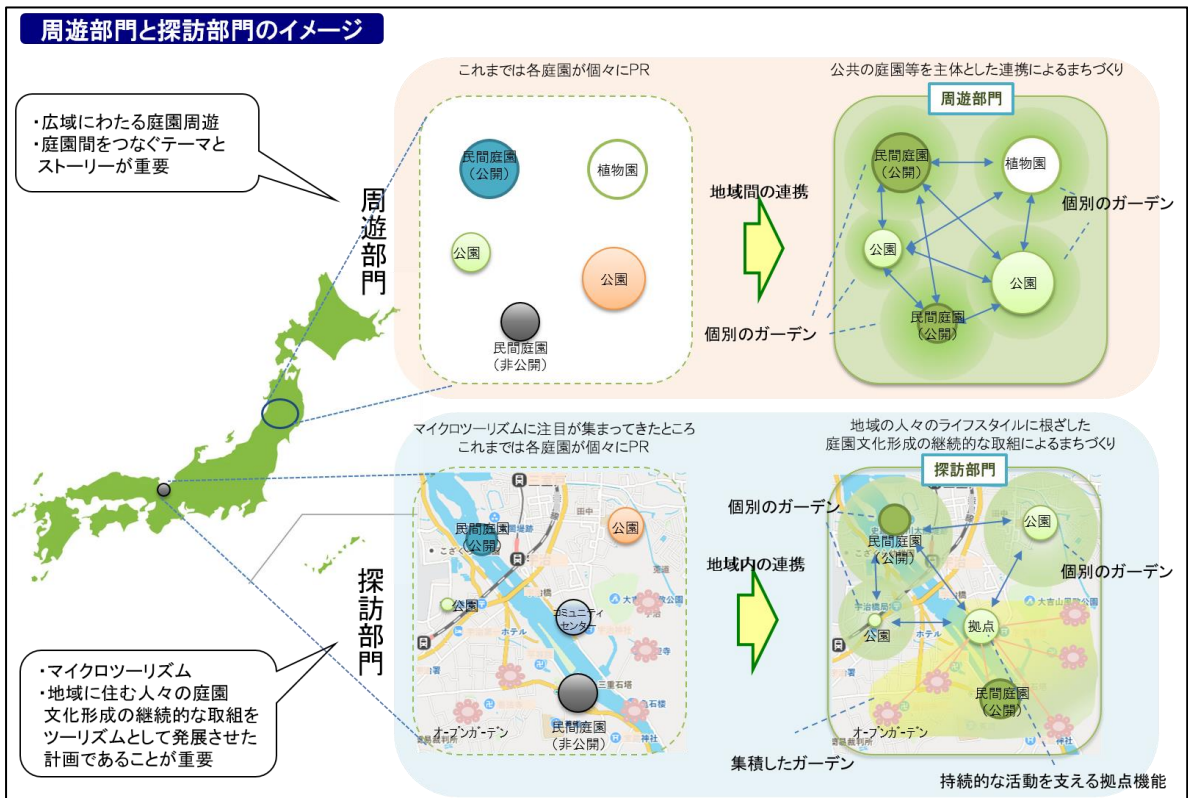 周遊部門と探訪部門のイメージ
・広域にわたる庭園周遊
・庭園間をつなぐテーマと
ストーリーが重要
周遊部門
これまでは各庭園が個々にPR
民間庭園
（公開）
植物園
公園
公園
民間庭園
（非公開）
地域間の連携
個別のガーデン
公共の庭園等を主体とした連携によるまちづくり
周遊部門
民間庭園
（公開）
植物園
個別のガーデン
公園
公園
民間庭園
（公開）
探訪部門
・マイクロツーリズム
・地域に住む人々の庭園
文化形成の継続的な取組を
ツーリズムとして発展させた
計画であることが重要
マイクロツーリズムに注目が集まってきたところ
これまでは各庭園が個々にPR
田中
公園
民間庭園
（公開）
公園
コミュニティ
センター
ホテル
三重石塔
オープンガーデン
民間庭園
（非公開）
神社
地域内の連携
地域の人々のライフスタイルに根ざした
庭園文化形成の継続的な取組によるまちづくり
探訪部門
個別のガーデン
民間庭園
（公開）
公園
個別のガーデン
公園
拠点
ホテル
民間庭園
（公開）
オープンガーデン
神社
集積したガーデン
持続的な活動を支える拠点機能